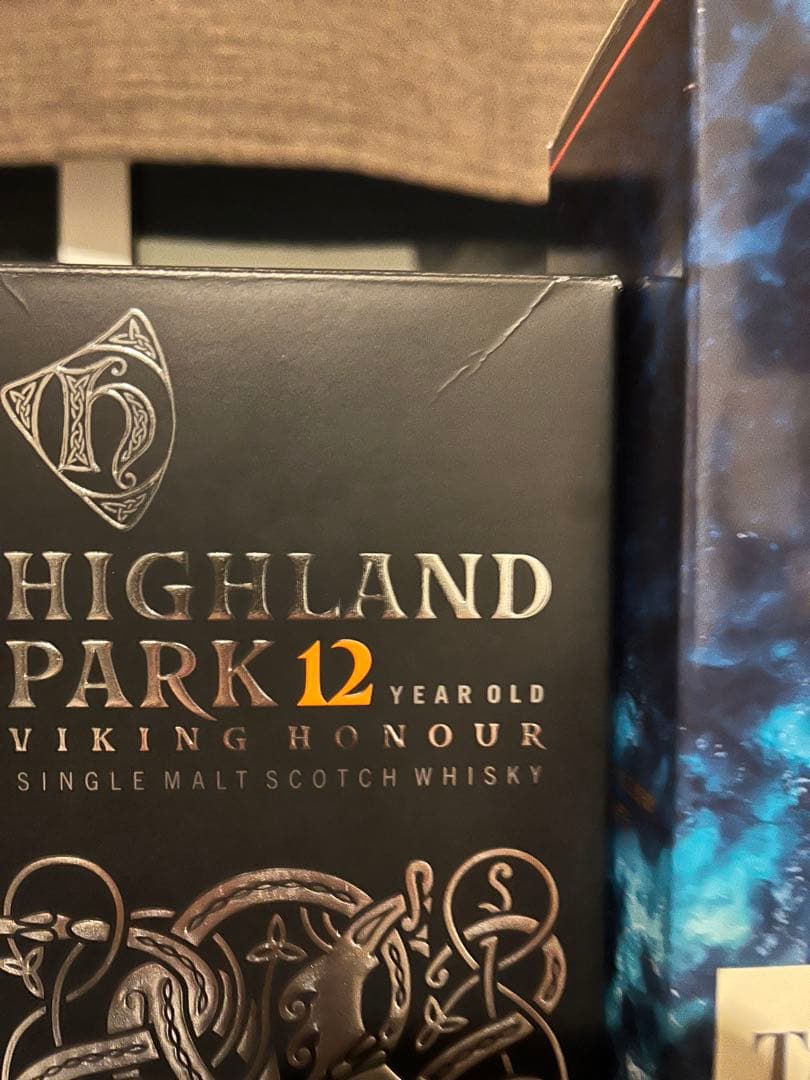 h
HIGHLAND
PARK 12 YEAR OLD
VIKING HONOUR
SINGLE MALT SCOTCH WHISKY
T